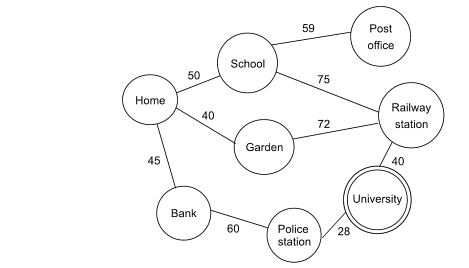 59
Post
office
School
50
75
Home
40
Railway
station
72
Garden
40
45
University
Bank
60
Police
station
28